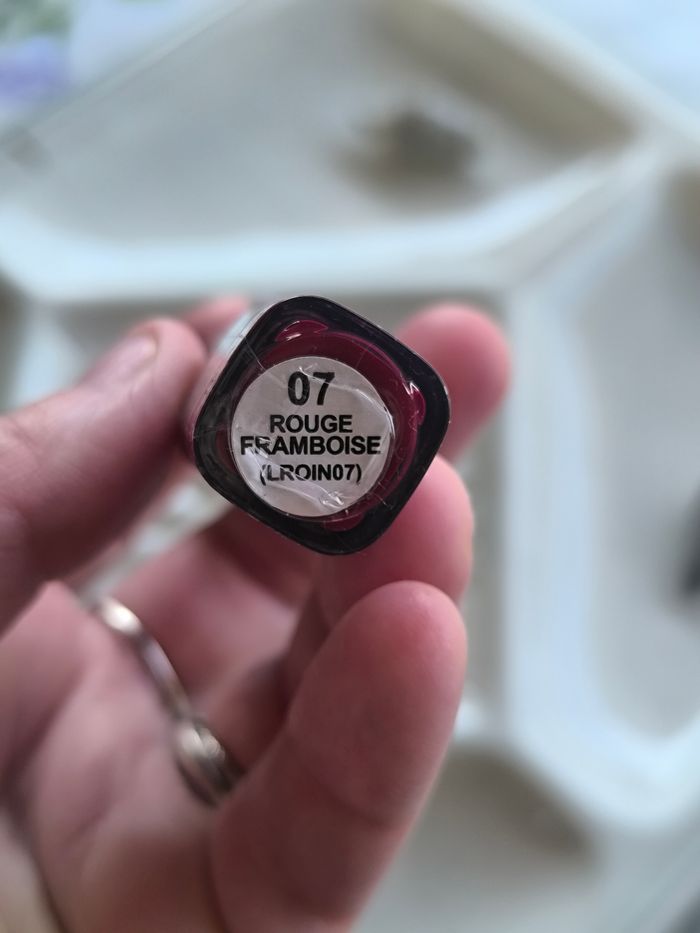 07
ROUGE
FRAMBOISE
(LROIN07)